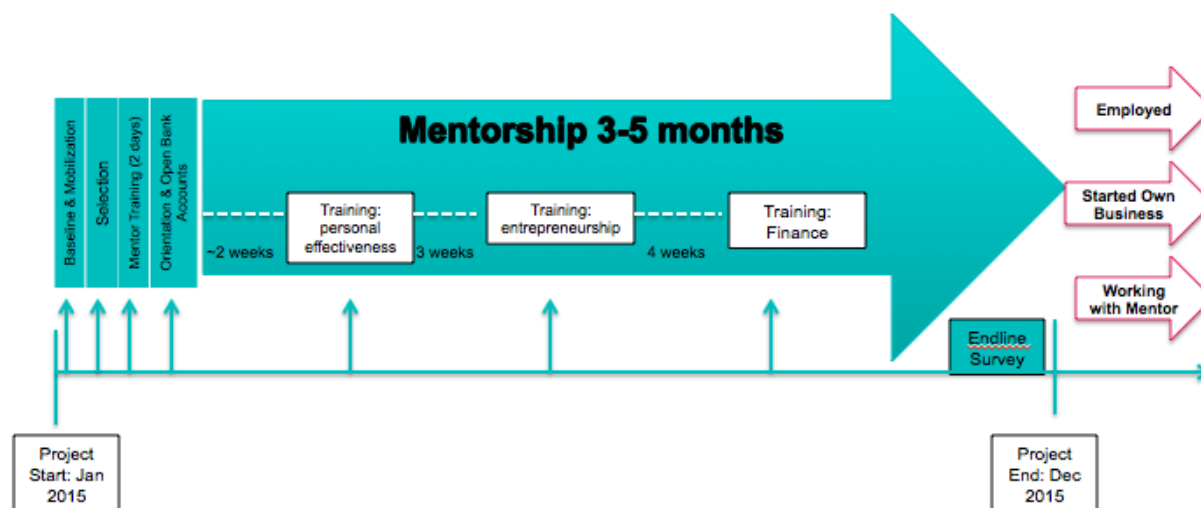 Baseline & Mobilization
Selection
Mentor Training (2 days)
Orientation & Open Bank
Accounts
Mentorship 3-5 months
~2 weeks
Training:
personal
effectiveness
3 weeks
Training:
entrepreneurship
4 weeks
Training:
Finance
Employed
Started Own
Business
Working
with Mentor
Endline
Survey
Project
Start: Jan
2015
Project
End: Dec
2015